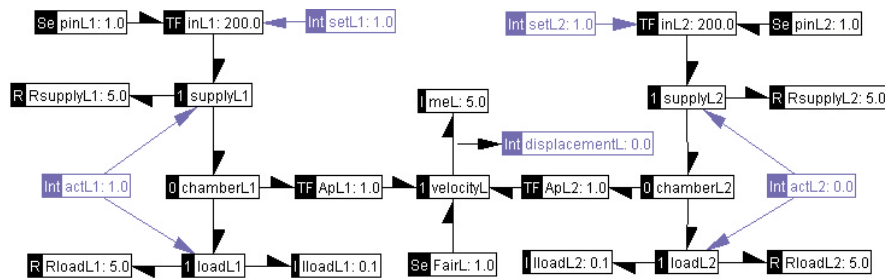 Se pinL1: 1.0 TF inL1: 200.0 Int setL1: 1.0 Int setL2: 1.0 TF inL2: 200.0 Se pinL2: 1.0
R RsupplyL1: 5.0 1 supplyL1 I meL: 5.0 1 supplyL2 R RsupplyL2: 5.0
Int displacementL: 0.0
Int actL1: 1.0 0 chamberL1 TF ApL1: 1.0 1 velocityL TF ApL2: 1.0 0 chamberL2 Int actL2: 0.0
R RloadL1: 5.0 1 loadL1 I IloadL1: 0.1 Se FairL: 1.0 I IloadL2: 0.1 1 loadL2 R RloadL2: 5.0